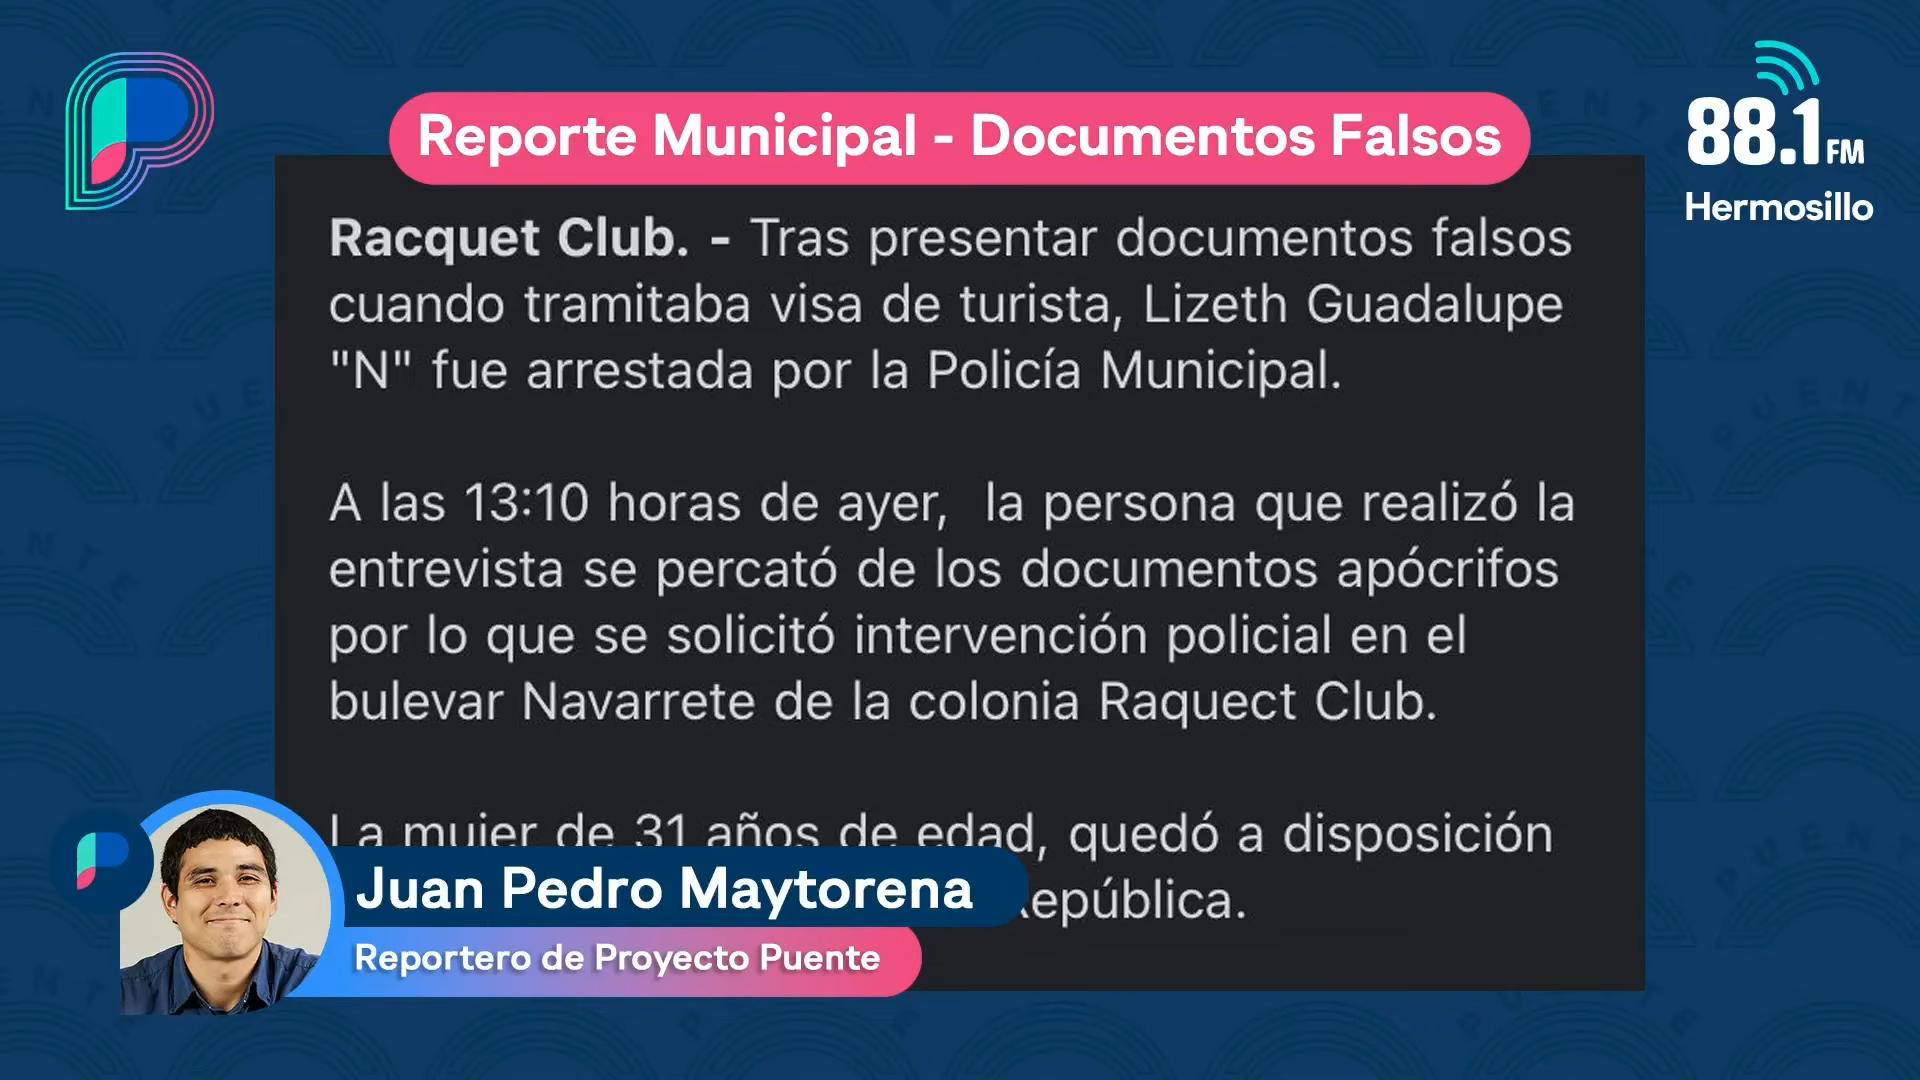 Reporte Municipal - Documentos Falsos
88.1 FM
Hermosillo
Racquet Club. - Tras presentar documentos falsos
cuando tramitaba visa de turista, Lizeth Guadalupe
"N" fue arrestada por la Policía Municipal.
A las 13:10 horas de ayer,  la persona que realizó la
entrevista se percató de los documentos apócrifos
por lo que se solicitó intervención policial en el
bulevar Navarrete de la colonia Raquect Club.
La mujer de 31 años de edad, quedó a disposición
República.
Juan Pedro Maytorena
Reportero de Proyecto Puente